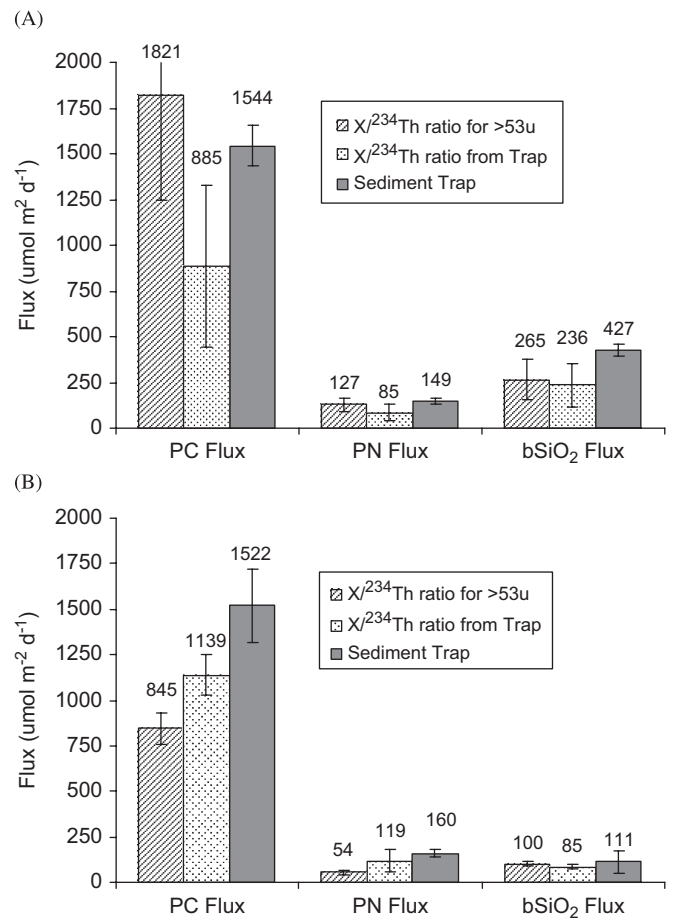 (A)
2000
1750
1500
1250
1000
750
500
250
0
Flux (umol m² d⁻¹)
1821
885
1544
127
85
149
265
236
427
X/²³⁴Th ratio for >53u
X/²³⁴Th ratio from Trap
Sediment Trap
PC Flux
PN Flux
bSiO₂ Flux
(B)
2000
1750
1500
1250
1000
750
500
250
0
Flux (umol m⁻² d⁻¹)
845
1139
1522
54
119
160
100
85
111
X/²³⁴Th ratio for >53u
X/²³⁴Th ratio from Trap
Sediment Trap
PC Flux
PN Flux
bSiO₂ Flux